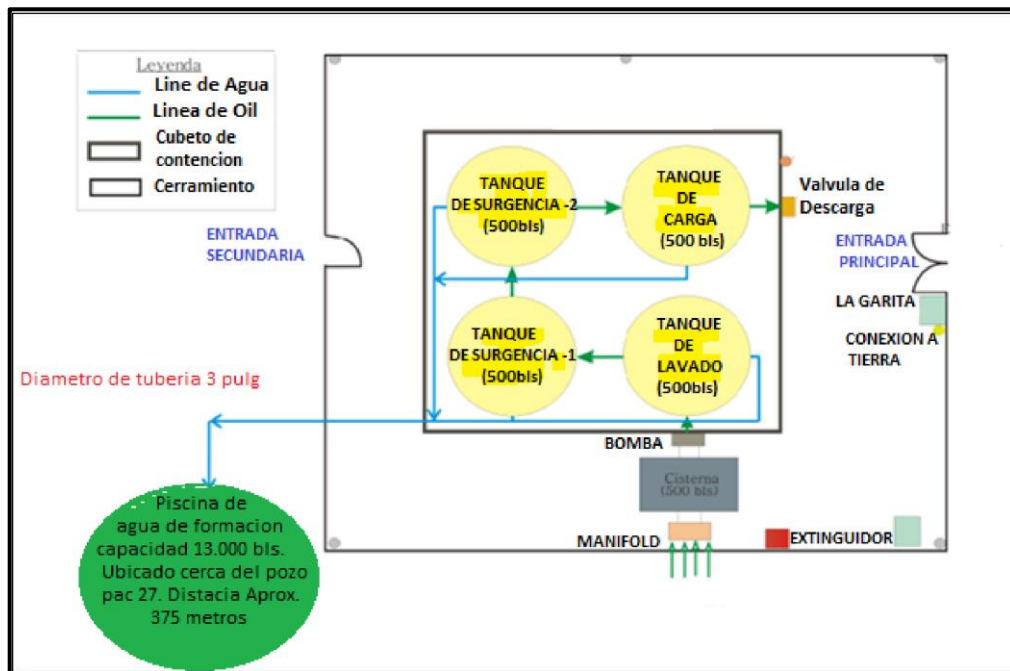 Leyenda
Line de Agua
Linea de Oil
Cubeto de
contencion
Cerramiento
ENTRADA
SECUNDARIA
TANQUE
DE SURGENCIA -2
(500bls)
TANQUE
DE
CARGA
(500 bls)
Valvula de
Descarga
ENTRADA
PRINCIPAL
LA GARITA
CONEXION A
TIERRA
TANQUE
DE SURGENCIA -1
(500bls)
TANQUE
DE
LAVADO
(500bls)
Diametro de tuberia 3 pulg
BOMBA
Cisterna
(500 bls)
MANIFOLD
EXTINGUIDOR
Piscina de
agua de formacion
capacidad 13.000 bls.
Ubicado cerca del pozo
pac 27. Distacia Aprox.
375 metros